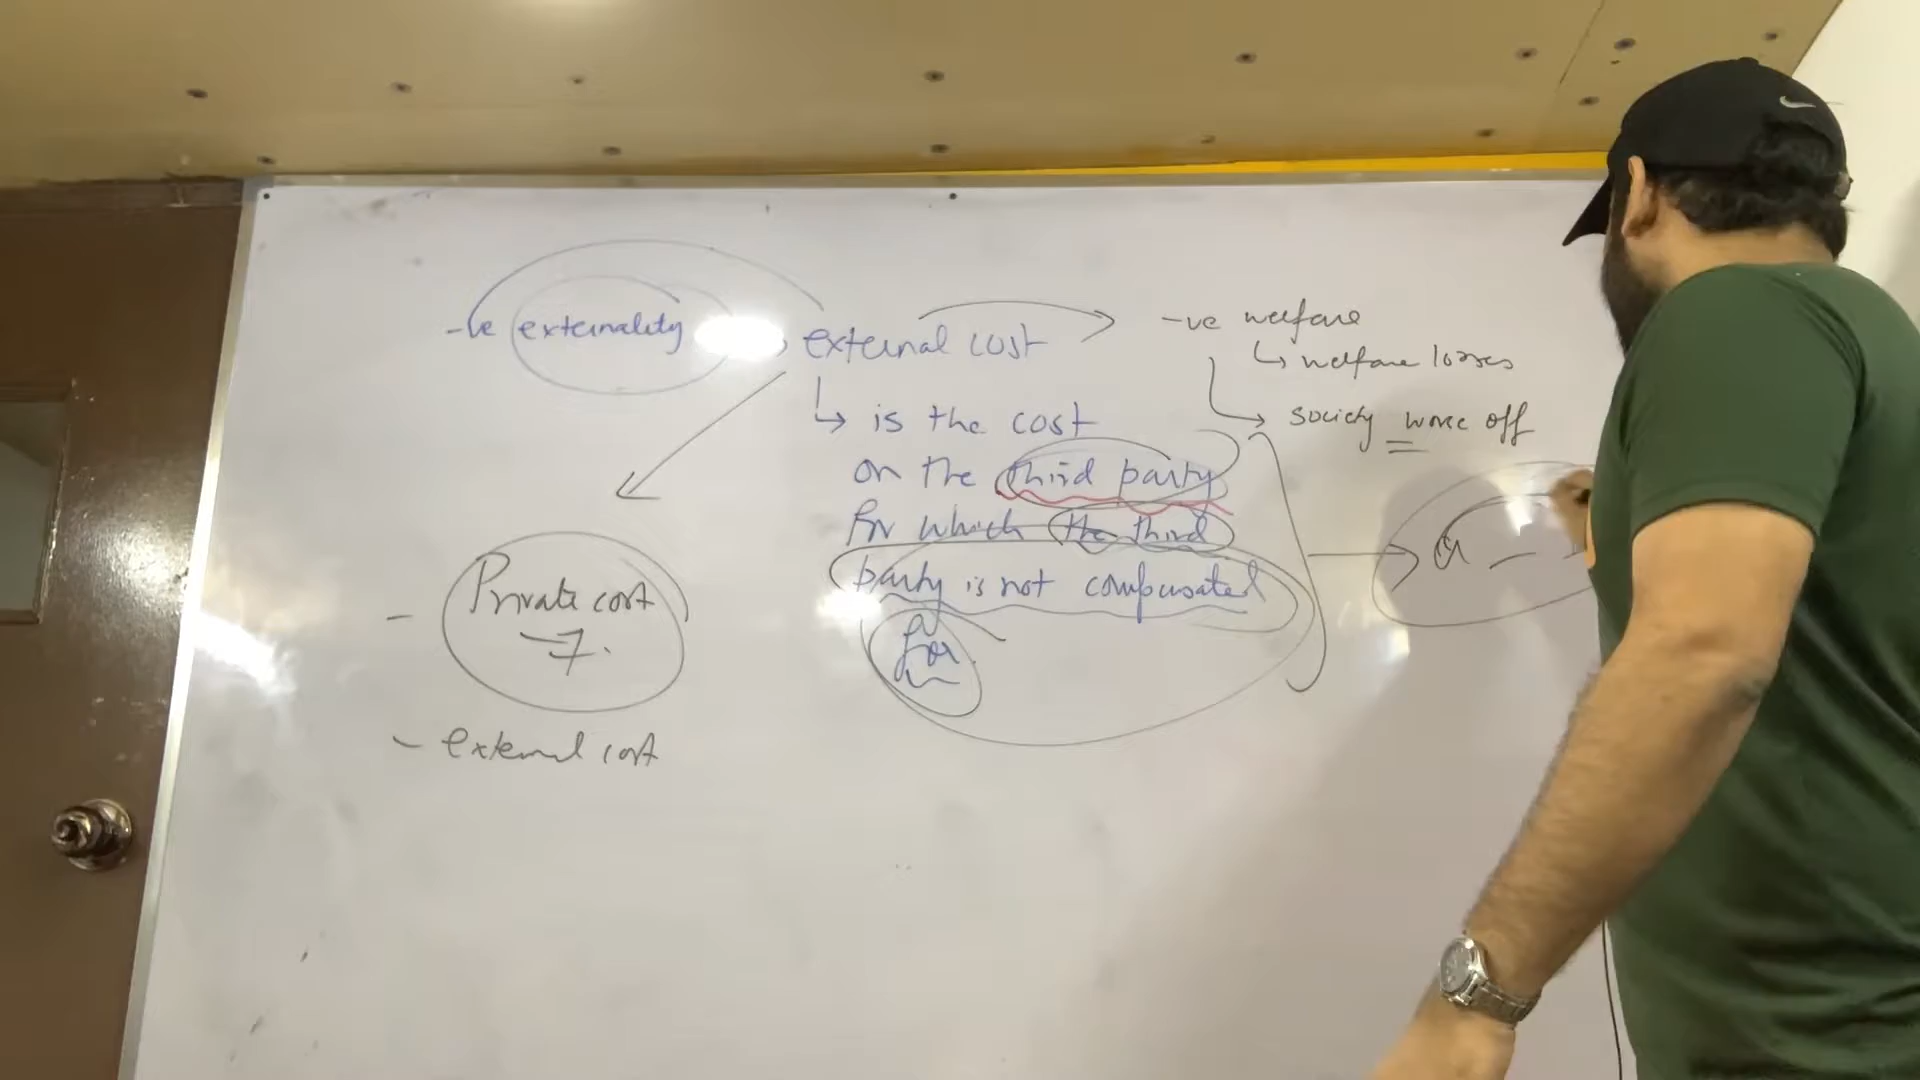 -ve externality external cost
-ve welfare
↳ welfare losses
↳ society worse off
↳ is the cost
on the third party
for which the third
party is not compensated
for.
- Private cost
- external cost